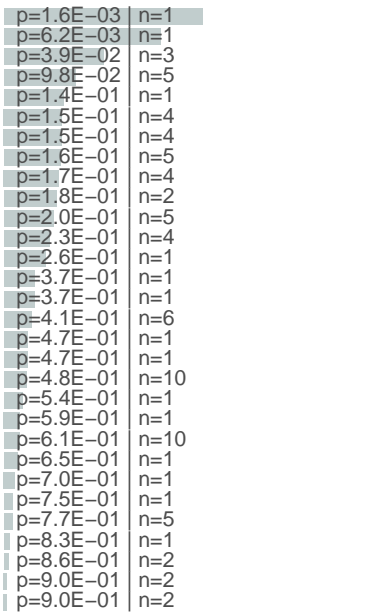 p=1.6E−03 | n=1
p=6.2E−03 | n=1
p=3.9E−02 | n=3
p=9.8E−02 | n=5
p=1.4E−01 | n=1
p=1.5E−01 | n=4
p=1.5E−01 | n=4
p=1.6E−01 | n=5
p=1.7E−01 | n=4
p=1.8E−01 | n=2
p=2.0E−01 | n=5
p=2.3E−01 | n=4
p=2.6E−01 | n=1
p=3.7E−01 | n=1
p=3.7E−01 | n=1
p=4.1E−01 | n=6
p=4.7E−01 | n=1
p=4.7E−01 | n=1
p=4.8E−01 | n=10
p=5.4E−01 | n=1
p=5.9E−01 | n=1
p=6.1E−01 | n=10
p=6.5E−01 | n=1
p=7.0E−01 | n=1
p=7.5E−01 | n=1
p=7.7E−01 | n=5
p=8.3E−01 | n=1
p=8.6E−01 | n=2
p=9.0E−01 | n=2
p=9.0E−01 | n=2